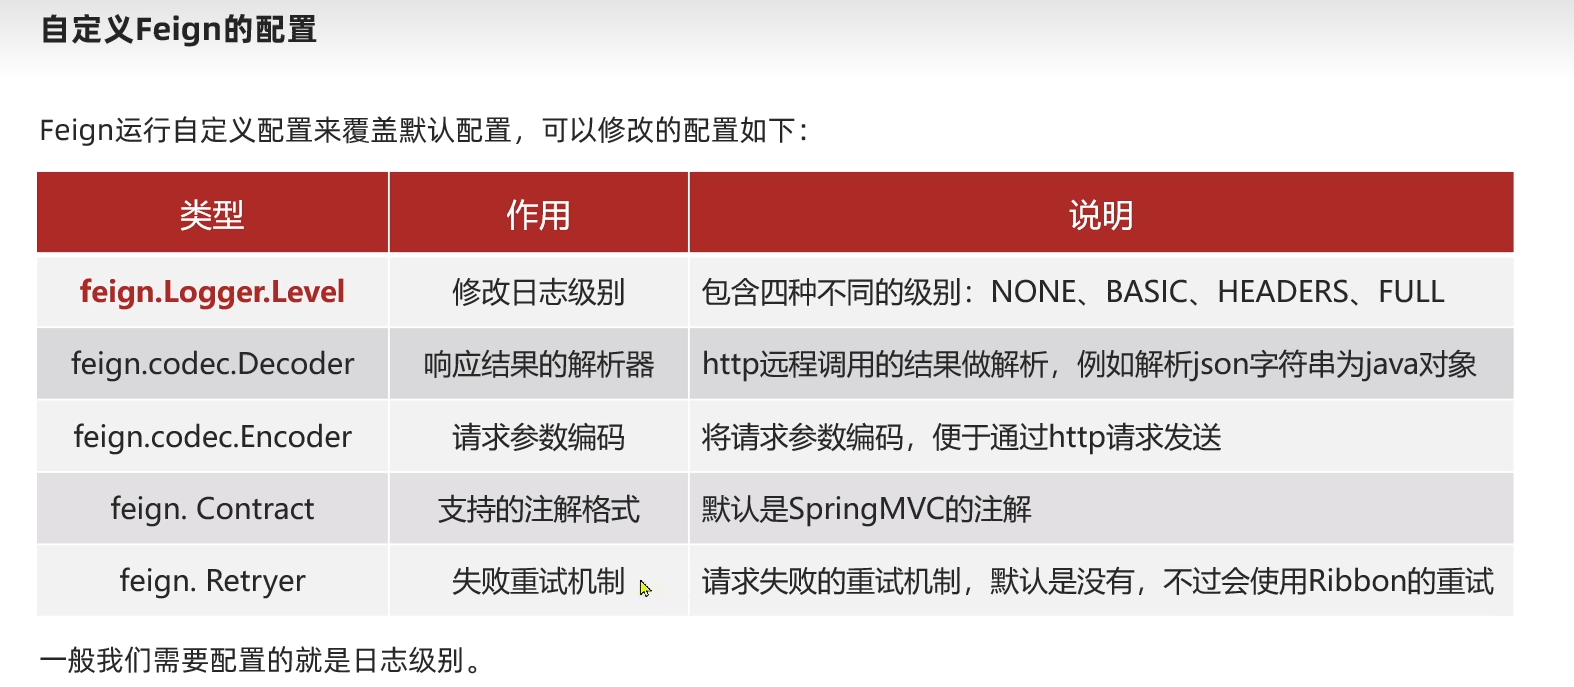 自定义Feign的配置
Feign运行自定义配置来覆盖默认配置，可以修改的配置如下：
类型 作用 说明
feign.Logger.Level 修改日志级别 包含四种不同的级别：NONE、BASIC、HEADERS、FULL
feign.codec.Decoder 响应结果的解析器 http远程调用的结果做解析，例如解析json字符串为java对象
feign.codec.Encoder 请求参数编码 将请求参数编码，便于通过http请求发送
feign. Contract 支持的注解格式 默认是SpringMVC的注解
feign. Retryer 失败重试机制 请求失败的重试机制，默认是没有，不过会使用Ribbon的重试
一般我们需要配置的就是日志级别。